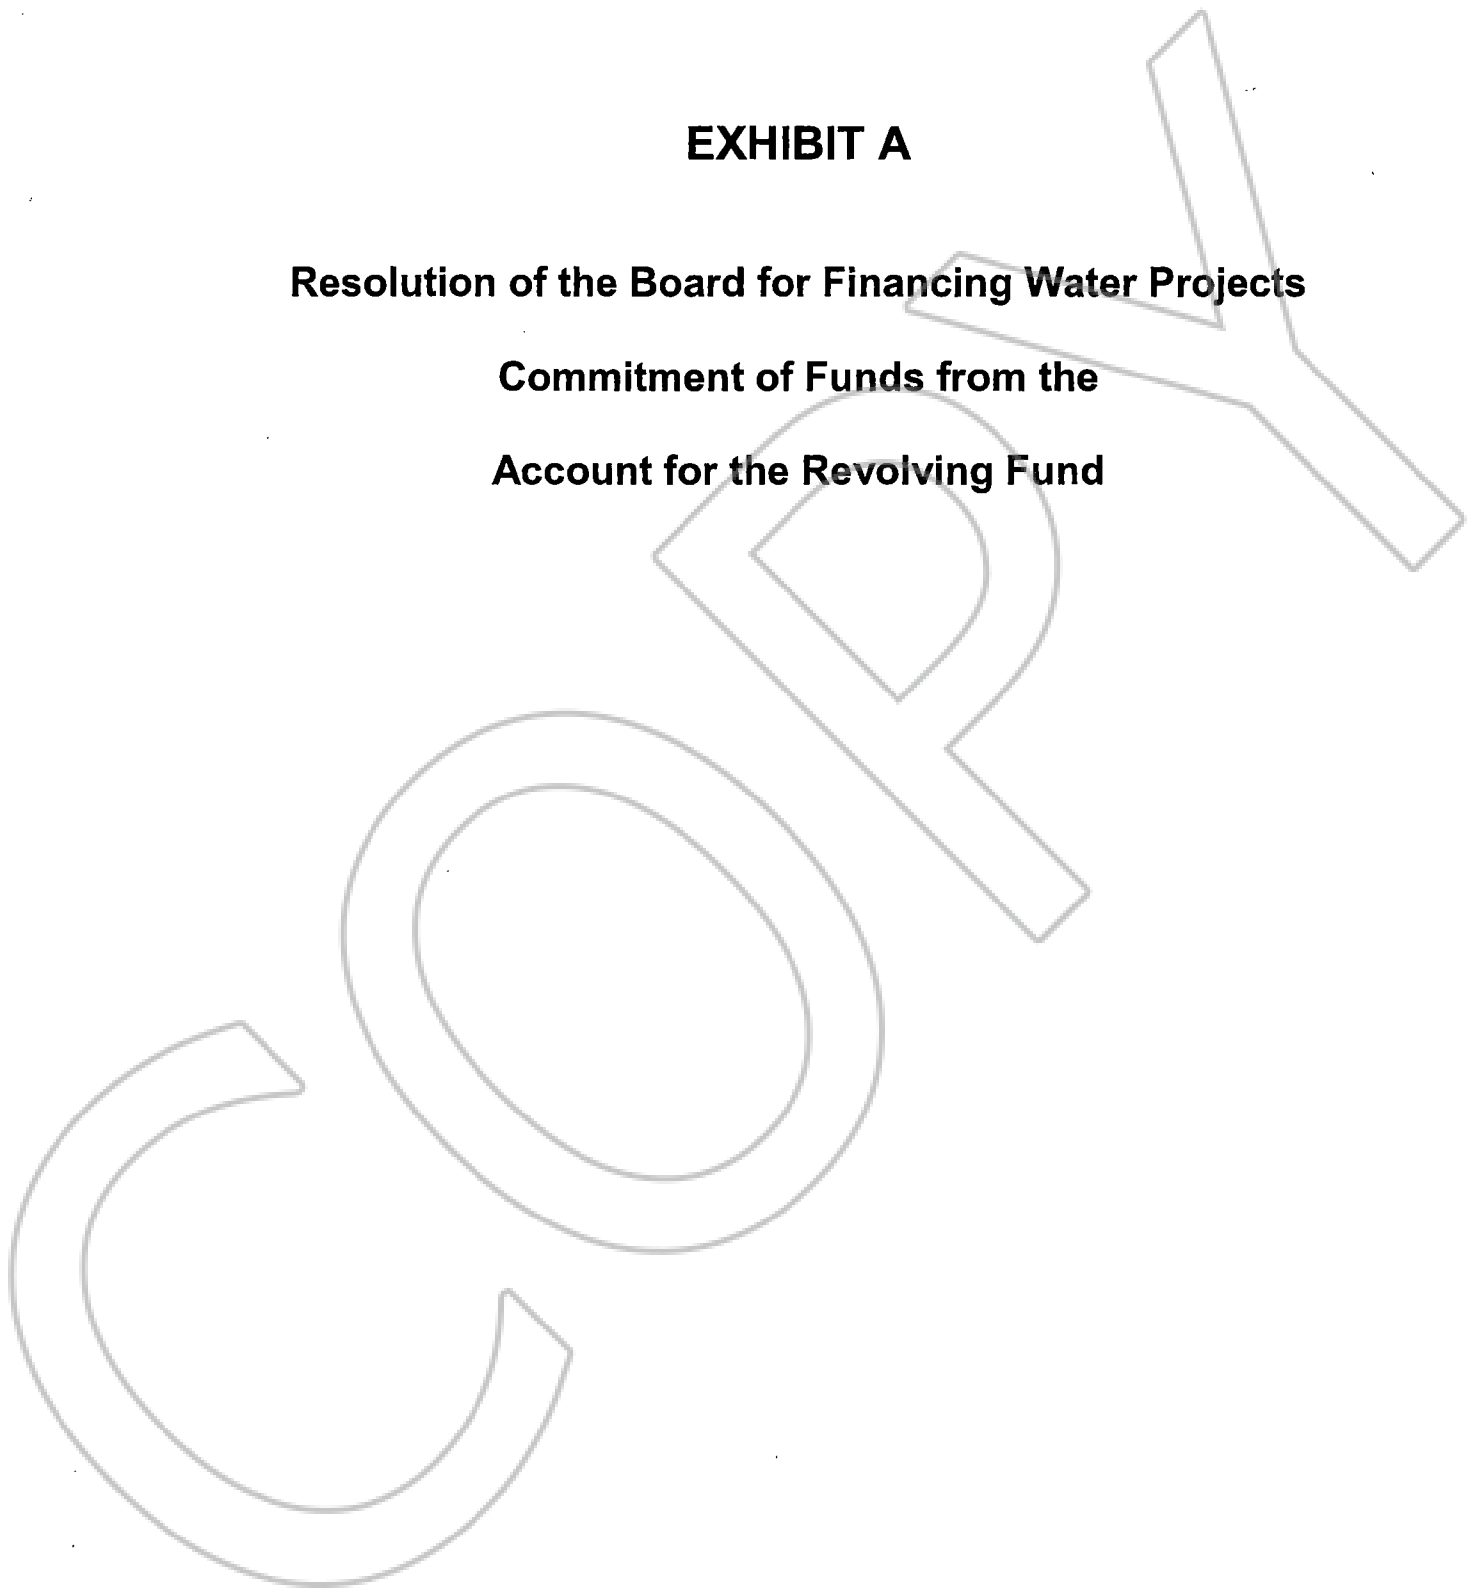 EXHIBIT A
Resolution of the Board for Financing Water Projects
Commitment of Funds from the
Account for the Revolving Fund
COPY